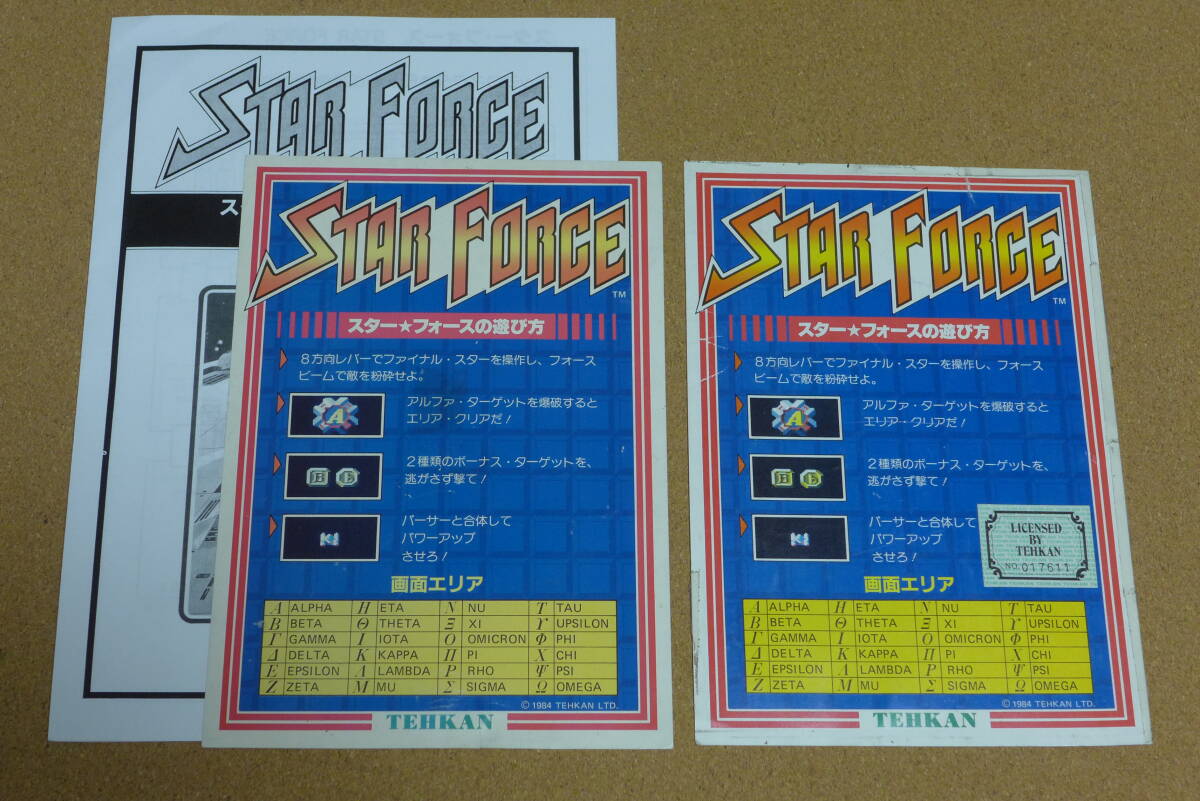 STAR FORCE
ス
STAR FORCE
TM
スター★フォースの遊び方
8方向レバーでファイナル・スターを操作し、フォース
ビームで敵を粉砕せよ。
A
アルファ・ターゲットを爆破すると
エリア・クリアだ!
B
2種類のボーナス・ターゲットを、
逃がさず撃て!
パーサーと合体して
パワーアップ
させろ!
画面エリア
Α ALPHA Η ETA Ν NU Τ TAU
Β BETA Θ THETA Ξ XI ϒ UPSILON
Γ GAMMA Ι IOTA Ο OMICRON Φ PHI
Δ DELTA Κ KAPPA Π PI Χ CHI
Ε EPSILON Λ LAMBDA Ρ RHO Ψ PSI
Ζ ZETA Μ MU Σ SIGMA Ω OMEGA
© 1984 TEHKAN LTD.
TEHKAN
STAR FORCE
TM
スター★フォースの遊び方
8方向レバーでファイナル・スターを操作し、フォース
ビームで敵を粉砕せよ。
A
アルファ・ターゲットを爆破すると
エリア・クリアだ!
B
2種類のボーナス・ターゲットを、
逃がさず撃て!
パーサーと合体して
パワーアップ
させろ!
LICENSED
BY
TEHKAN
NO. 017611
画面エリア
Α ALPHA Η ETA Ν NU Τ TAU
Β BETA Θ THETA Ξ XI ϒ UPSILON
Γ GAMMA Ι IOTA Ο OMICRON Φ PHI
Δ DELTA Κ KAPPA Π PI Χ CHI
Ε EPSILON Λ LAMBDA Ρ RHO Ψ PSI
Ζ ZETA Μ MU Σ SIGMA Ω OMEGA
© 1984 TEHKAN LTD.
TEHKAN